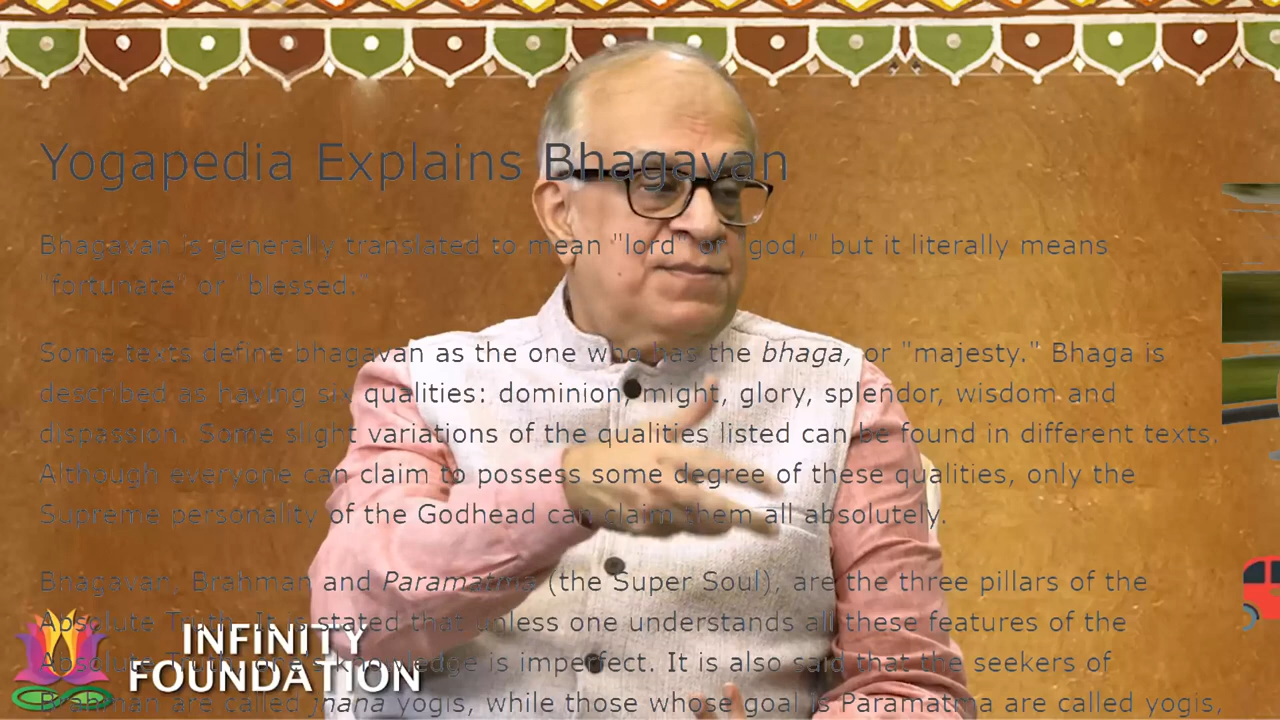 Yogapedia Explains Bhagavan
Bhagavan is generally translated to mean "lord" or "god," but it literally means
"fortunate" or "blessed."
Some texts define bhagavan as the one who has the bhaga, or "majesty." Bhaga is
described as having six qualities: dominion, might, glory, splendor, wisdom and
dispassion. Some slight variations of the qualities listed can be found in different texts.
Although everyone can claim to possess some degree of these qualities, only the
Supreme personality of the Godhead can claim them all absolutely.
Bhagavan, Brahman and Paramatma (the Super Soul), are the three pillars of the
Absolute Truth. It is stated that unless one understands all these features of the
Absolute Truth, one's knowledge is imperfect. It is also said that the seekers of
Brahman are called jnana yogis, while those whose goal is Paramatma are called yogis,
INFINITY
FOUNDATION